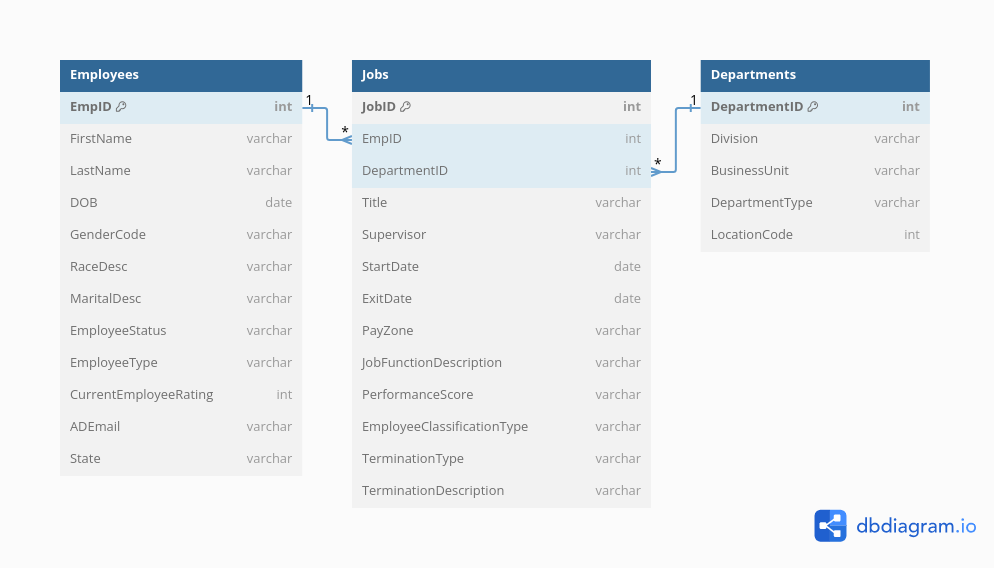 Employees
EmpID int
FirstName varchar
LastName varchar
DOB date
GenderCode varchar
RaceDesc varchar
MaritalDesc varchar
EmployeeStatus varchar
EmployeeType varchar
CurrentEmployeeRating int
ADEmail varchar
State varchar
1
*
Jobs
JobID int
EmpID int
DepartmentID int
Title varchar
Supervisor varchar
StartDate date
ExitDate date
PayZone varchar
JobFunctionDescription varchar
PerformanceScore varchar
EmployeeClassificationType varchar
TerminationType varchar
TerminationDescription varchar
*
1
Departments
DepartmentID int
Division varchar
BusinessUnit varchar
DepartmentType varchar
LocationCode int
dbdiagram.io